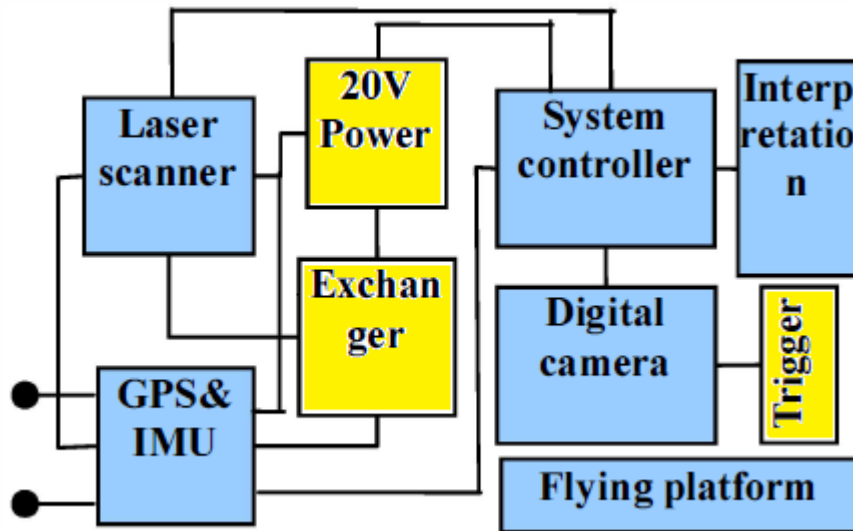 Laser
scanner
20V
Power
System
controller
Interp
retatio
n
Exchan
ger
Digital
camera
Trigger
GPS&
IMU
Flying platform